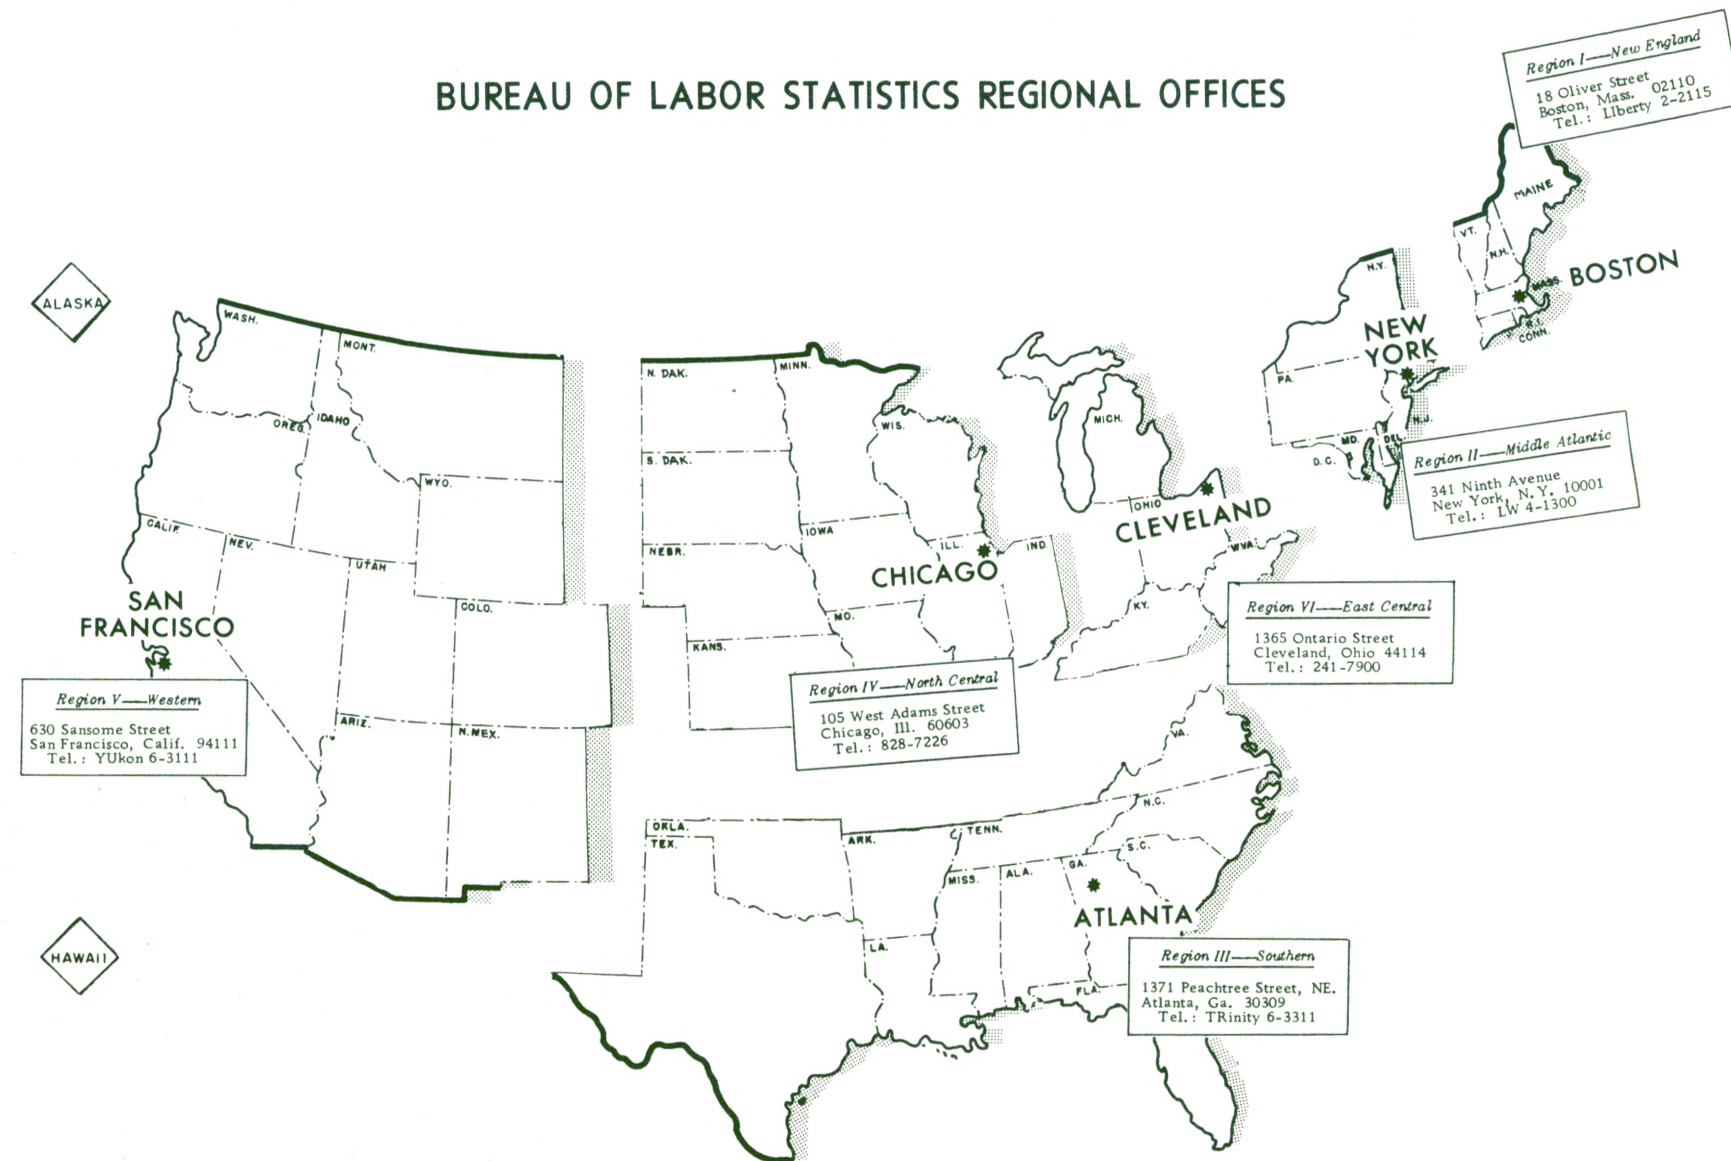 BUREAU OF LABOR STATISTICS REGIONAL OFFICES
Region I—New England
18 Oliver Street
Boston, Mass. 02110
Tel.: LIberty 2-2115
MAINE
VT.
N.H.
MASS.
BOSTON
R.I.
CONN.
ALASKA
N.Y.
NEW
YORK
PA.
N.J.
MD.
DEL.
D.C.
Region II—Middle Atlantic
341 Ninth Avenue
New York, N.Y. 10001
Tel.: LW 4-1300
WASH.
MONT.
OREG.
IDAHO
WYO.
CALIF.
NEV.
UTAH
COLO.
SAN
FRANCISCO
ARIZ.
N.MEX.
Region V—Western
630 Sansome Street
San Francisco, Calif. 94111
Tel.: YUkon 6-3111
N. DAK.
MINN.
WIS.
S. DAK.
IOWA
NEBR.
ILL.
IND.
CHICAGO
MO.
KANS.
Region IV—North Central
105 West Adams Street
Chicago, Ill. 60603
Tel.: 828-7226
MICH.
OHIO
CLEVELAND
W.VA.
KY.
Region VI—East Central
1365 Ontario Street
Cleveland, Ohio 44114
Tel.: 241-7900
VA.
N.C.
OKLA.
TEX.
ARK.
TENN.
S.C.
MISS.
ALA.
GA.
ATLANTA
LA.
FLA.
Region III—Southern
1371 Peachtree Street, NE.
Atlanta, Ga. 30309
Tel.: TRinity 6-3311
HAWAII